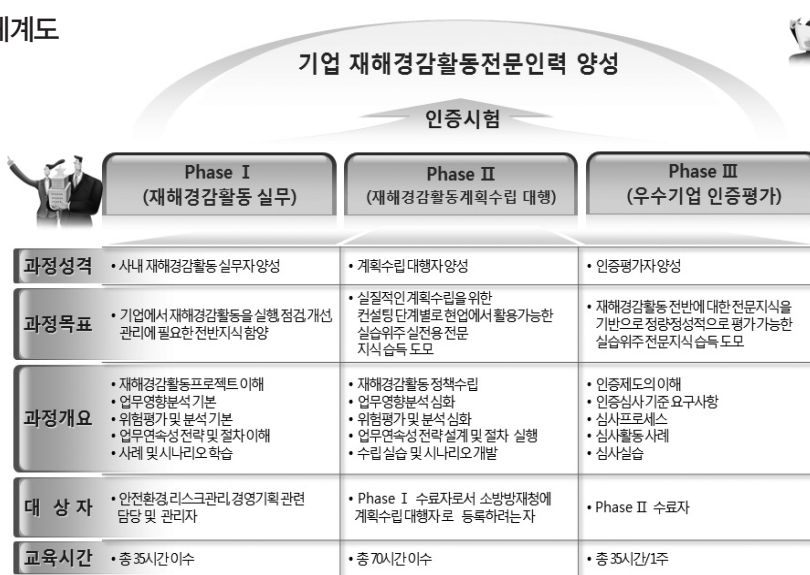 체계도
기업 재해경감활동전문인력 양성
인증시험
Phase Ⅰ
(재해경감활동 실무)
Phase Ⅱ
(재해경감활동계획수립 대행)
Phase Ⅲ
(우수기업 인증평가)
과정성격
• 사내 재해경감활동 실무자 양성
• 계획수립 대행자 양성
• 인증평가자 양성
과정목표
• 기업에서 재해경감활동을 실행, 점검, 개선,
관리에 필요한 전반지식 함양
• 실질적인 계획수립을 위한
컨설팅 단계별로 현업에서 활용가능한
실습위주 실전용 전문
지식 습득 도모
• 재해경감활동 전반에 대한 전문지식을
기반으로 정량정성적으로 평가 가능한
실습위주 전문지식 습득 도모
과정개요
• 재해경감활동프로젝트 이해
• 업무영향분석 기본
• 위험평가 및 분석 기본
• 업무연속성 전략 및 절차 이해
• 사례 및 시나리오 학습
• 재해경감활동 정책수립
• 업무영향분석 심화
• 위험평가 및 분석 심화
• 업무연속성 전략 설계 및 절차 실행
• 수립 실습 및 시나리오 개발
• 인증제도의 이해
• 인증심사 기준 요구사항
• 심사프로세스
• 심사활동 사례
• 심사실습
대 상 자
• 안전환경, 리스크관리, 경영기획 관련
담당 및 관리자
• Phase Ⅰ 수료자로서 소방방재청에
계획수립 대행자로 등록하려는 자
• Phase Ⅱ 수료자
교육시간
• 총 35시간 이수
• 총 70시간 이수
• 총 35시간/1주